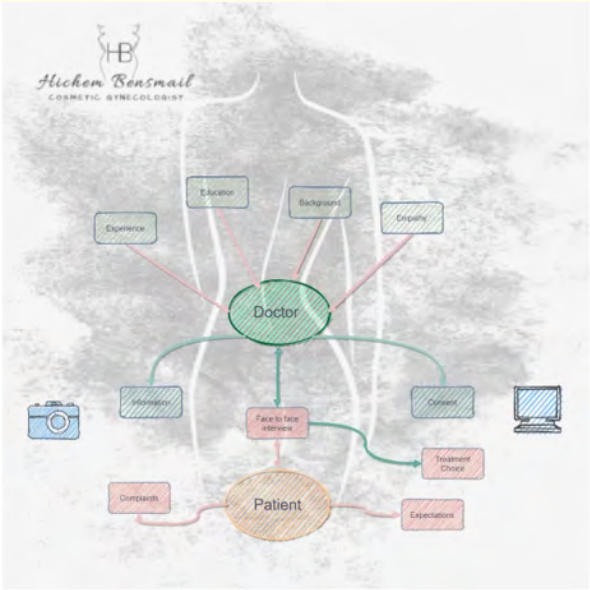 HB
Hichem Bensmail
COSMETIC GYNECOLOGIST
Education
Background
Experience
Empathy
Doctor
Information
Consent
Face to face
interview
Treatment
Choice
Complaints
Patient
Expectations